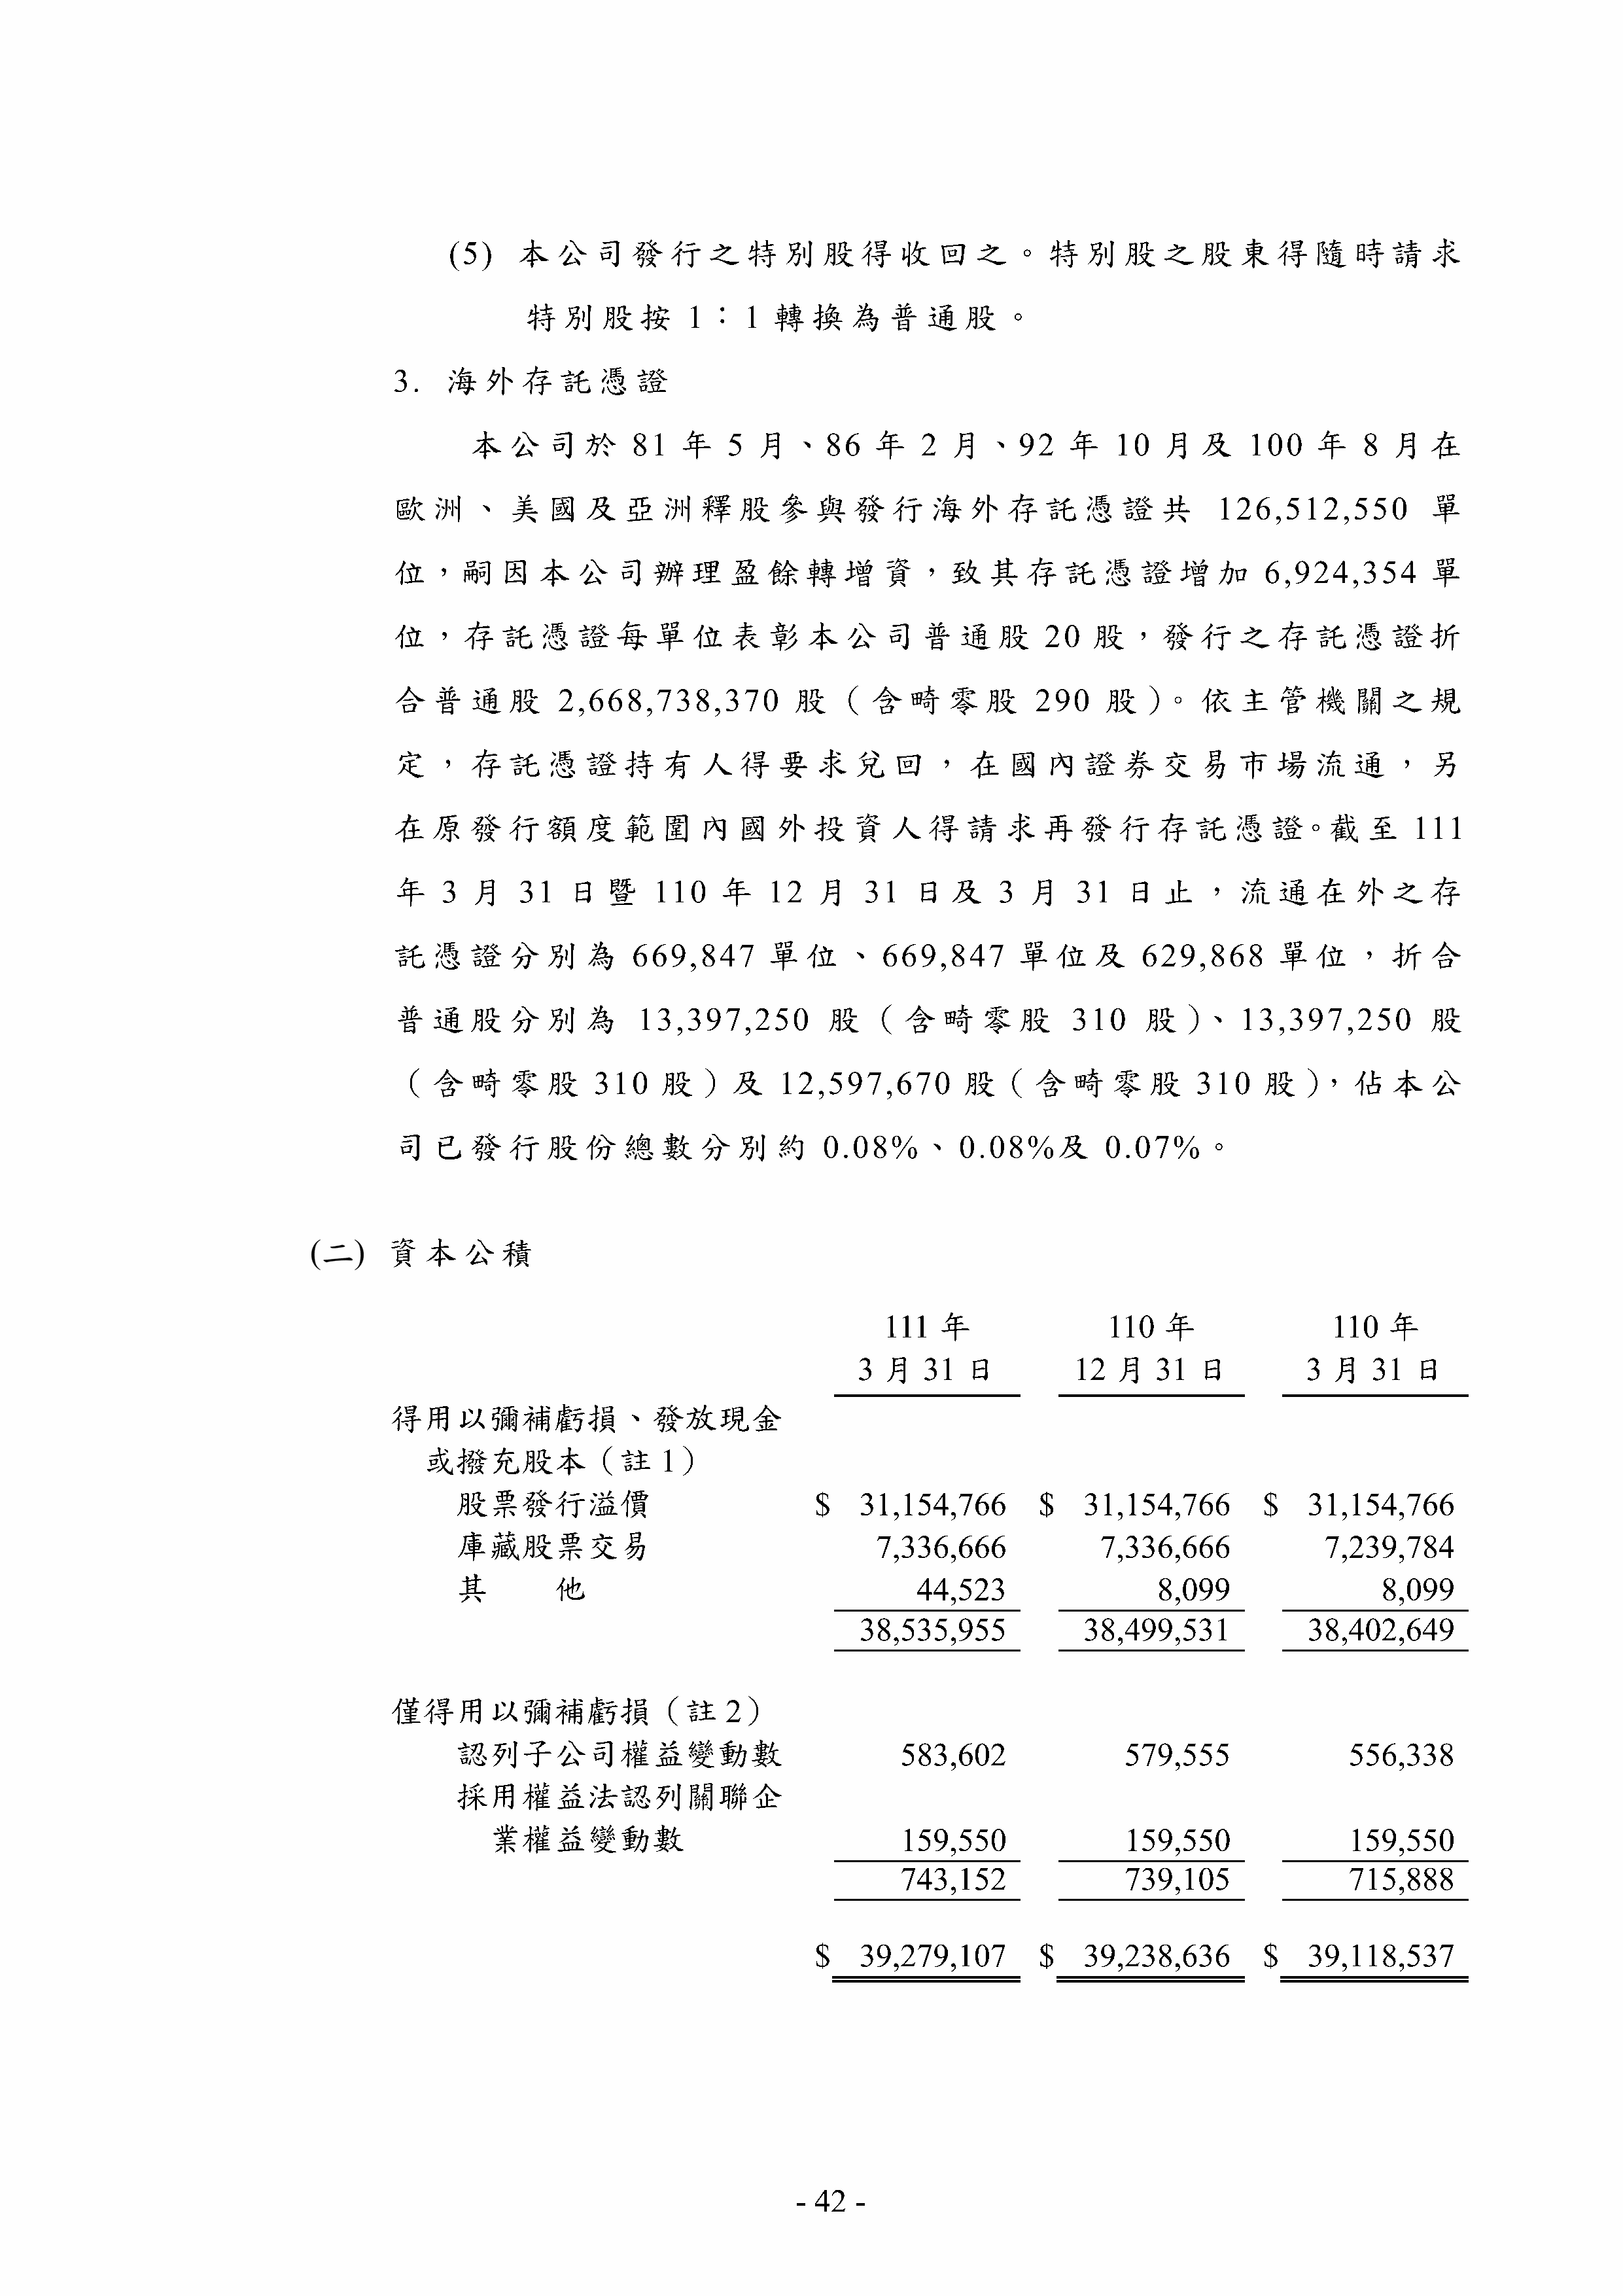 (5) 本公司發行之特別股得收回之。特別股之股東得隨時請求
特別股按 1：1 轉換為普通股。
3. 海外存託憑證
本公司於 81 年 5 月、86 年 2 月、92 年 10 月及 100 年 8 月在
歐洲、美國及亞洲釋股參與發行海外存託憑證共 126,512,550 單
位，嗣因本公司辦理盈餘轉增資，致其存託憑證增加 6,924,354 單
位，存託憑證每單位表彰本公司普通股 20 股，發行之存託憑證折
合普通股 2,668,738,370 股（含畸零股 290 股）。依主管機關之規
定，存託憑證持有人得要求兌回，在國內證券交易市場流通，另
在原發行額度範圍內國外投資人得請求再發行存託憑證。截至 111
年 3 月 31 日暨 110 年 12 月 31 日及 3 月 31 日止，流通在外之存
託憑證分別為 669,847 單位、669,847 單位及 629,868 單位，折合
普通股分別為 13,397,250 股（含畸零股 310 股）、13,397,250 股
（含畸零股 310 股）及 12,597,670 股（含畸零股 310 股），佔本公
司已發行股份總數分別約 0.08%、0.08%及 0.07%。
(二) 資本公積
111 年 110 年 110 年
3 月 31 日 12 月 31 日 3 月 31 日
得用以彌補虧損、發放現金
或撥充股本（註 1）
股票發行溢價 $ 31,154,766 $ 31,154,766 $ 31,154,766
庫藏股票交易 7,336,666 7,336,666 7,239,784
其 他 44,523 8,099 8,099
38,535,955 38,499,531 38,402,649
僅得用以彌補虧損（註 2）
認列子公司權益變動數 583,602 579,555 556,338
採用權益法認列關聯企
業權益變動數 159,550 159,550 159,550
743,152 739,105 715,888
$ 39,279,107 $ 39,238,636 $ 39,118,537
- 42 -